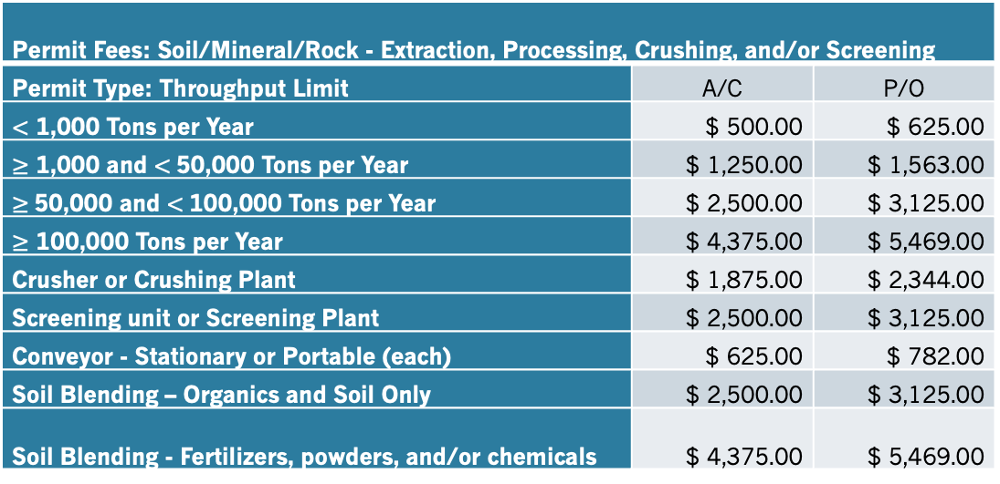 Permit Fees: Soil/Mineral/Rock - Extraction, Processing, Crushing, and/or Screening
Permit Type: Throughput Limit A/C P/O
< 1,000 Tons per Year $ 500.00 $ 625.00
≥ 1,000 and < 50,000 Tons per Year $ 1,250.00 $ 1,563.00
≥ 50,000 and < 100,000 Tons per Year $ 2,500.00 $ 3,125.00
≥ 100,000 Tons per Year $ 4,375.00 $ 5,469.00
Crusher or Crushing Plant $ 1,875.00 $ 2,344.00
Screening unit or Screening Plant $ 2,500.00 $ 3,125.00
Conveyor - Stationary or Portable (each) $ 625.00 $ 782.00
Soil Blending – Organics and Soil Only $ 2,500.00 $ 3,125.00
Soil Blending - Fertilizers, powders, and/or chemicals $ 4,375.00 $ 5,469.00